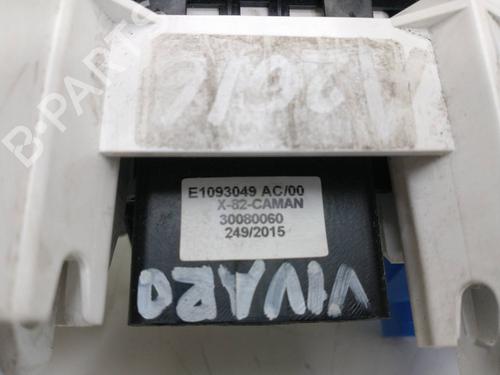 B-PARTS
E1093049 AC/00
X-82-CAMAN
30080060
249/2015
VIVARO